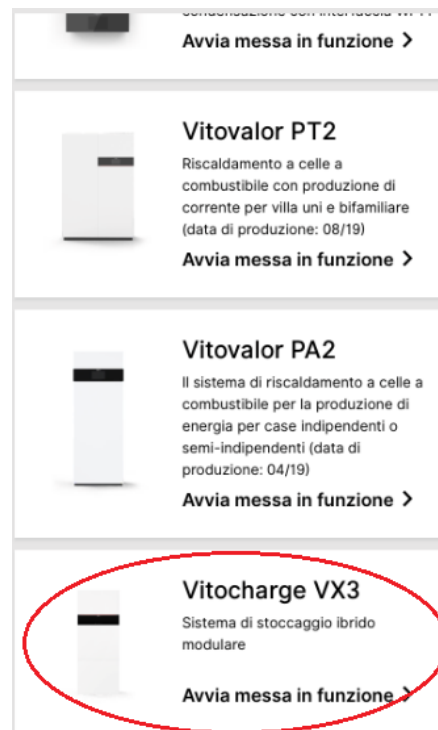 Avvia messa in funzione
Vitovalor PT2
Riscaldamento a celle a
combustibile con produzione di
corrente per villa uni e bifamiliare
(data di produzione: 08/19)
Avvia messa in funzione
Vitovalor PA2
Il sistema di riscaldamento a celle a
combustibile per la produzione di
energia per case indipendenti o
semi-indipendenti (data di
produzione: 04/19)
Avvia messa in funzione
Vitocharge VX3
Sistema di stoccaggio ibrido
modulare
Avvia messa in funzione